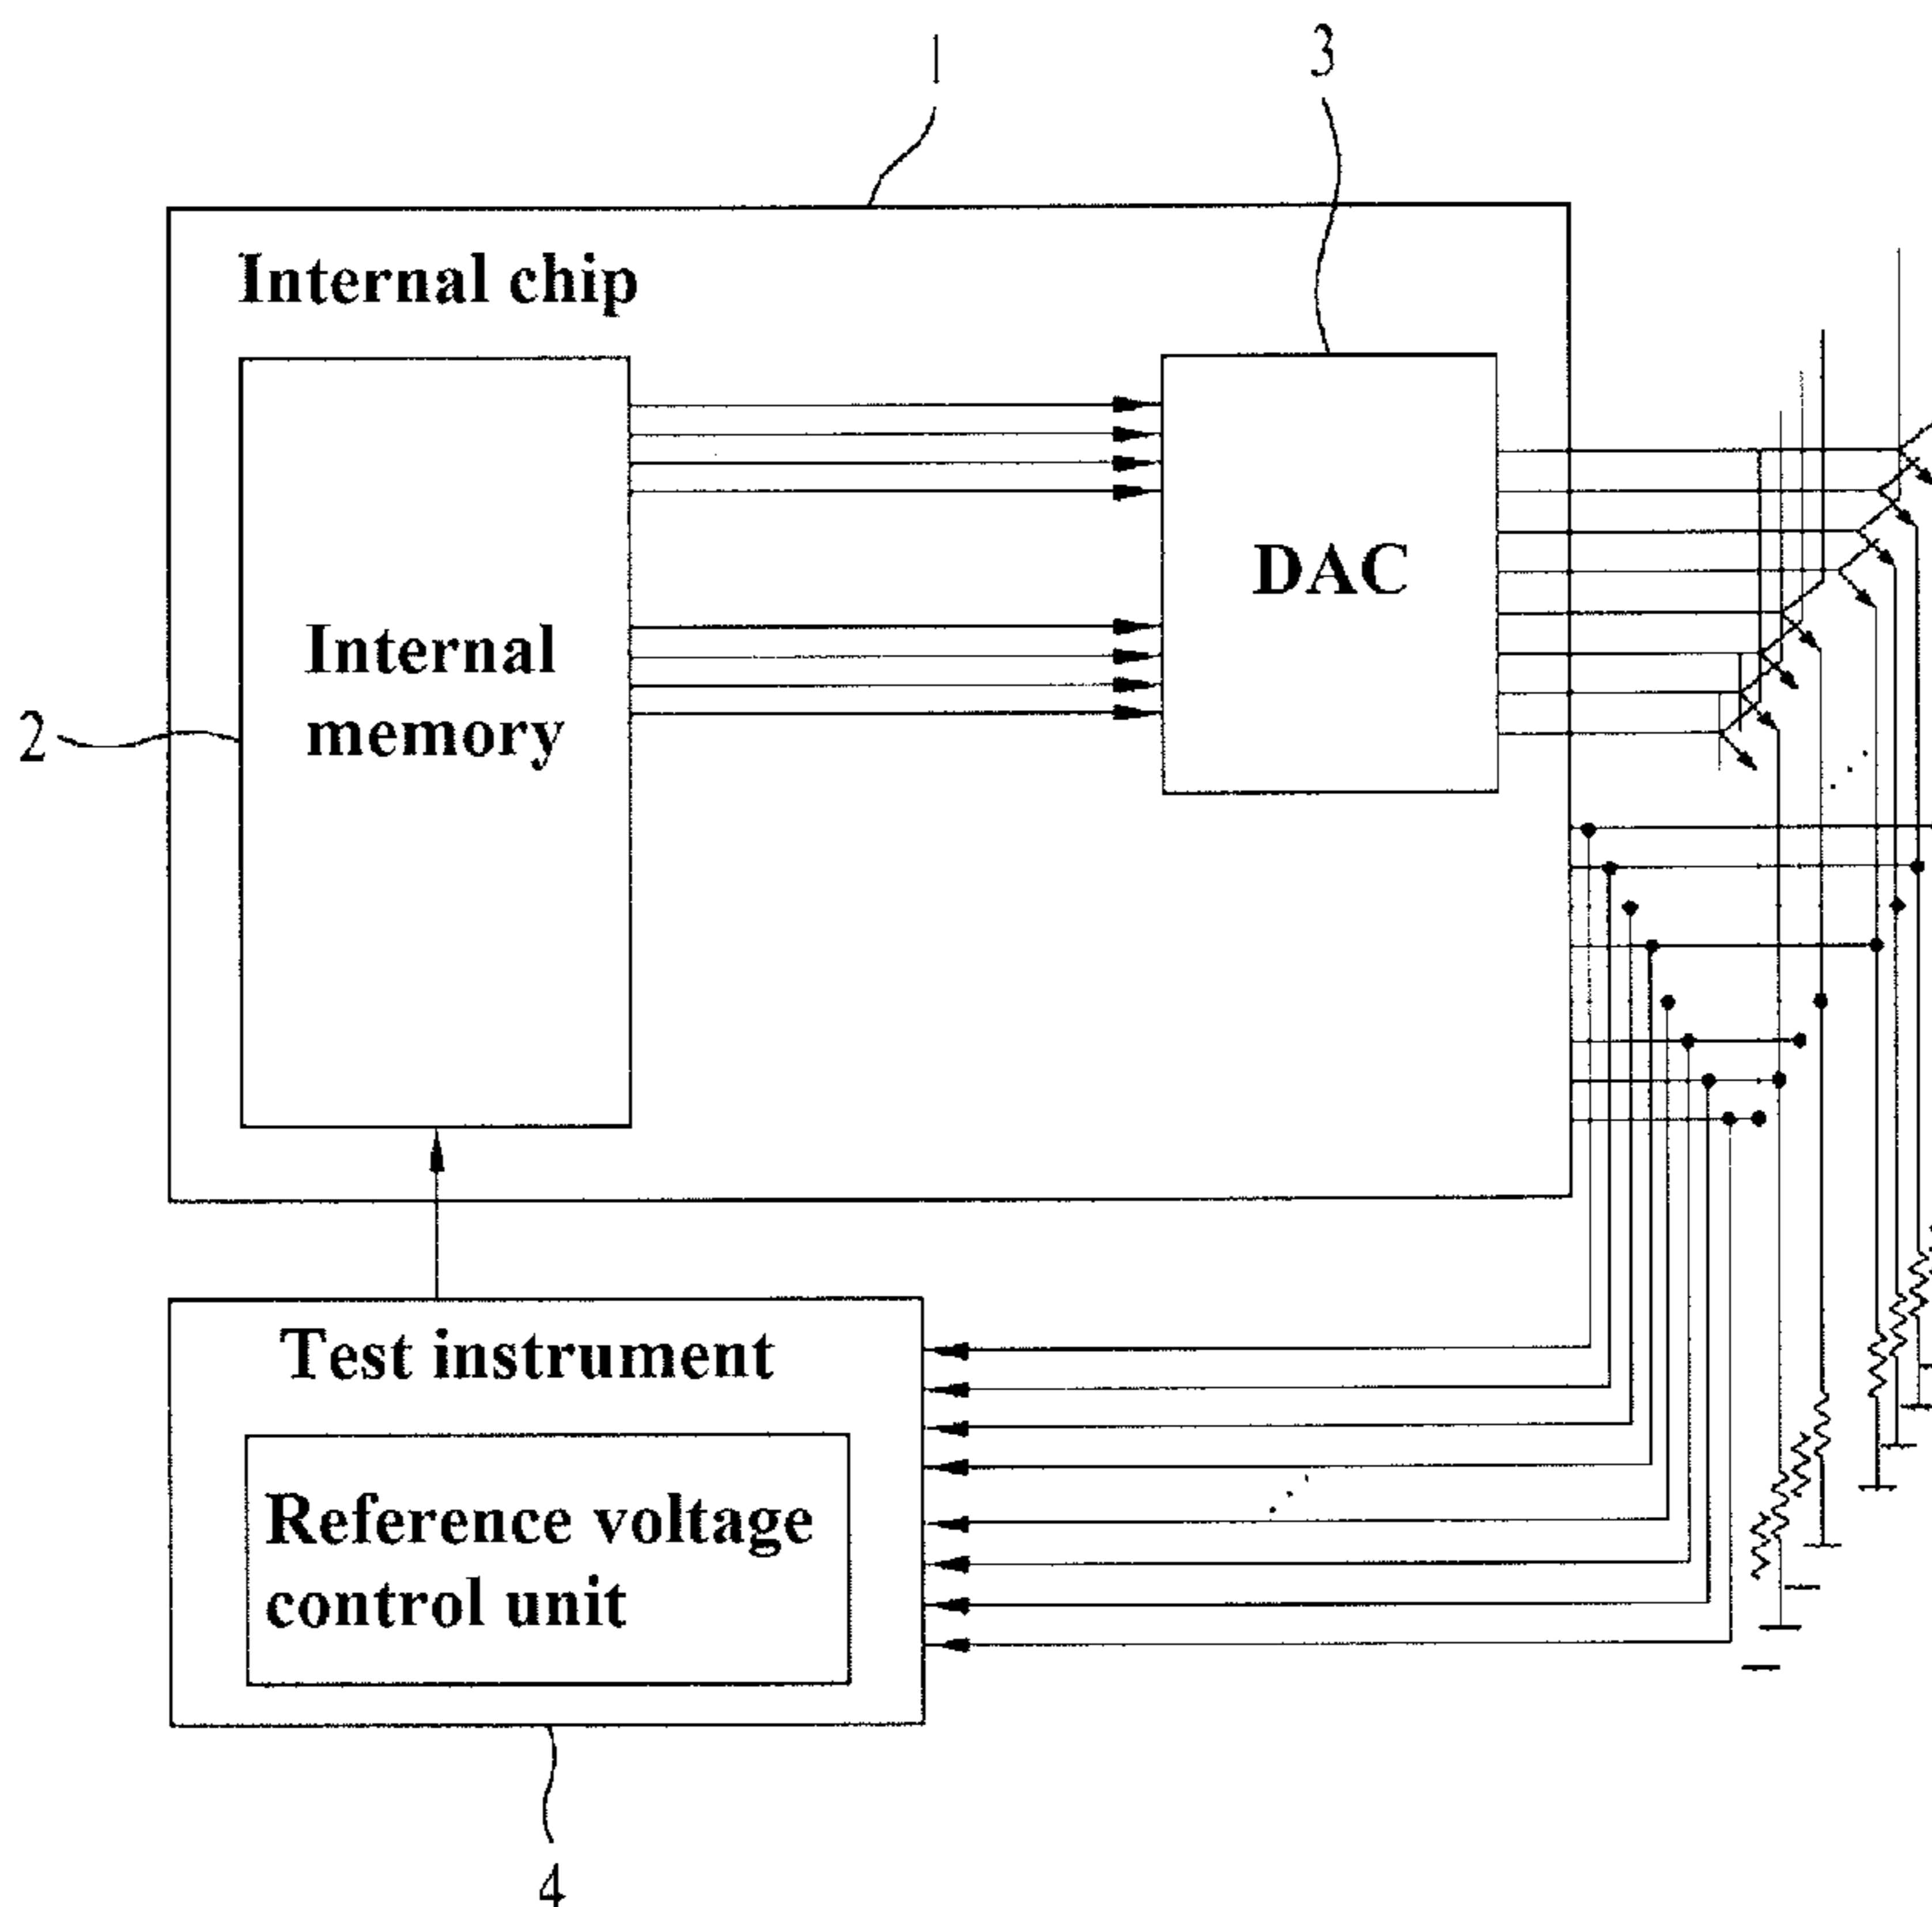 1
3
Internal chip
DAC
Internal
memory
2
Test instrument
Reference voltage
control unit
4